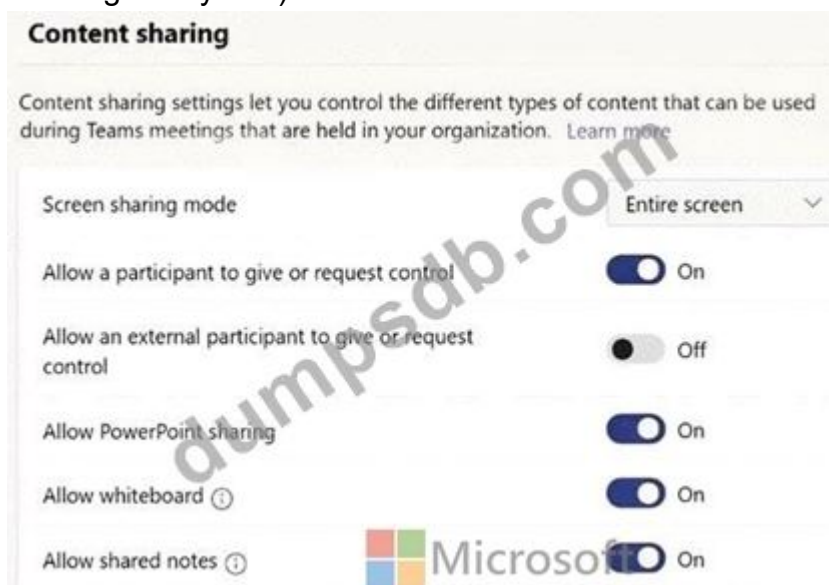 Content sharing
Content sharing settings let you control the different types of content that can be used
during Teams meetings that are held in your organization. Learn more
Screen sharing mode Entire screen
Allow a participant to give or request control On
Allow an external participant to give or request
control Off
Allow PowerPoint sharing On
Allow whiteboard On
Allow shared notes On
dumpsdb.com
Microsoft